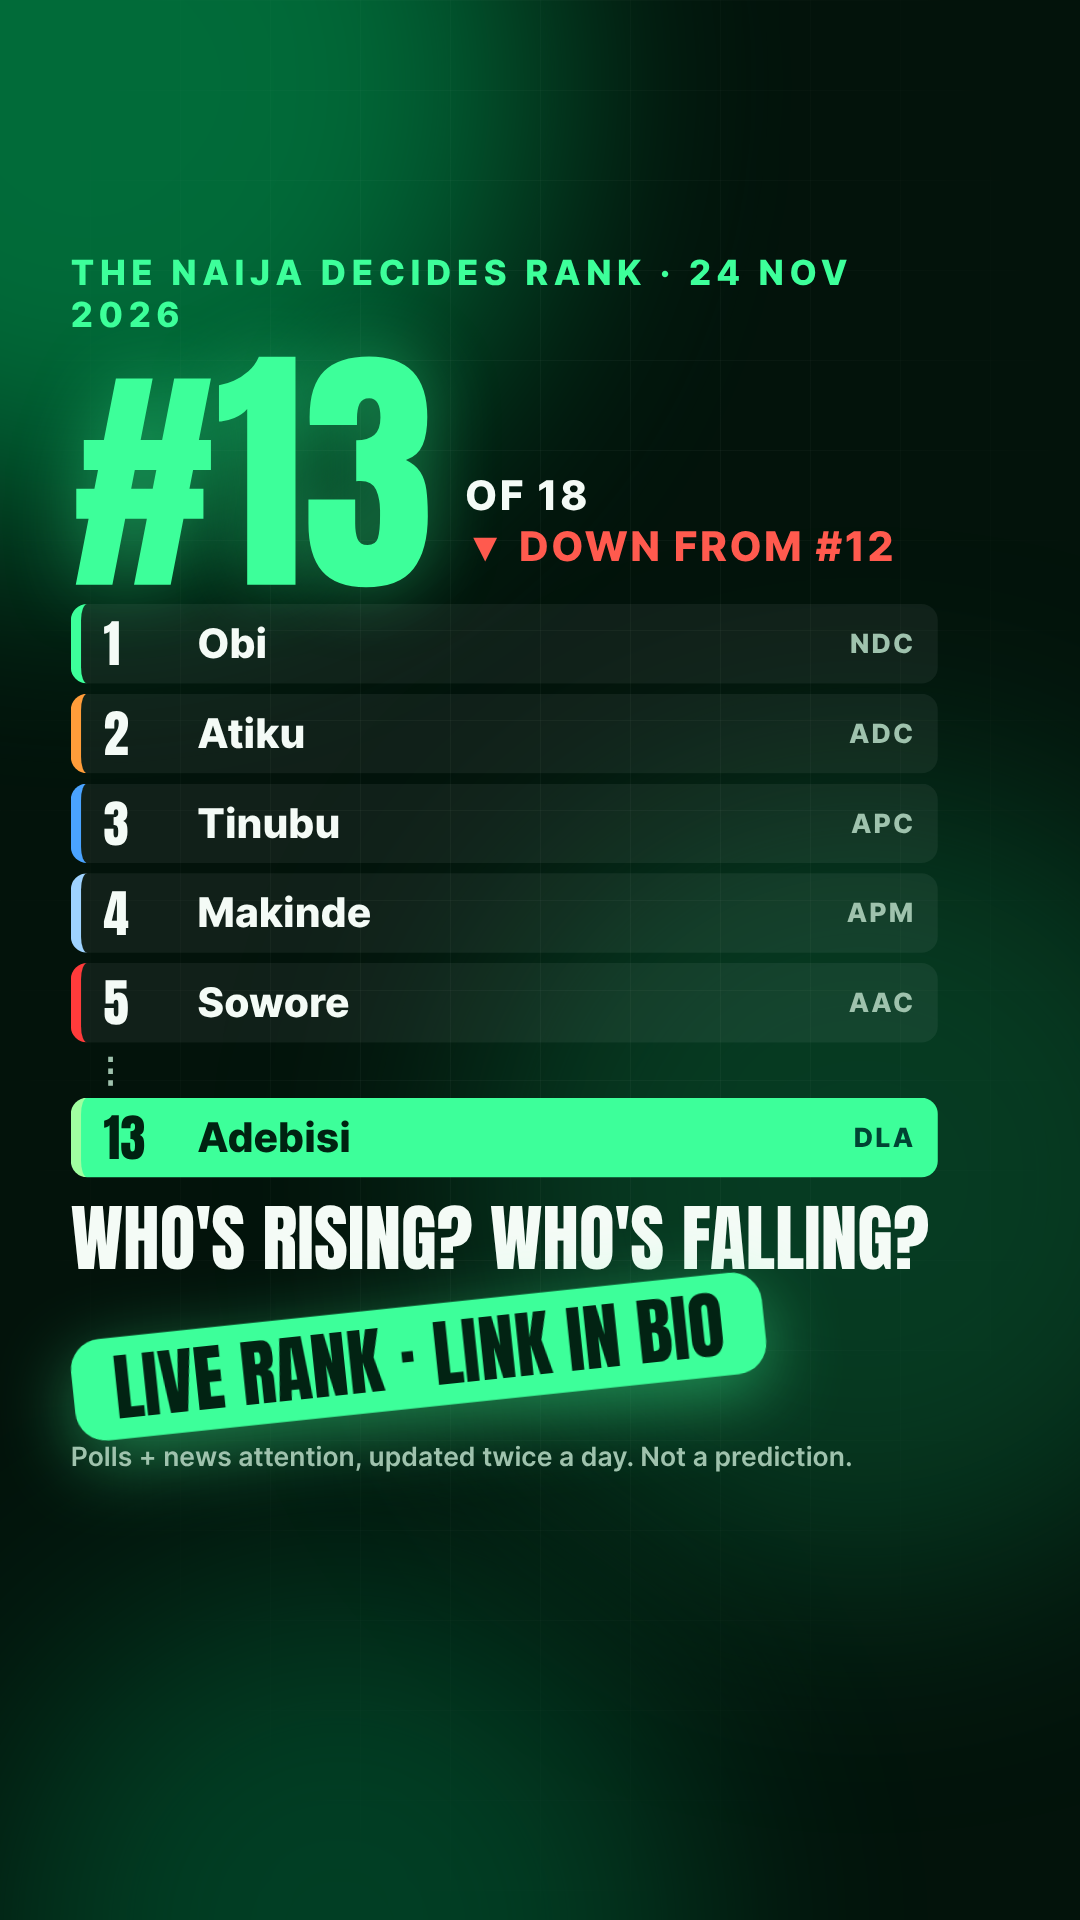 THE NAIJA DECIDES RANK · 24 NOV
2026
#13
OF 18
▼ DOWN FROM #12
1 Obi NDC
2 Atiku ADC
3 Tinubu APC
4 Makinde APM
5 Sowore AAC
⋮
13 Adebisi DLA
WHO'S RISING? WHO'S FALLING?
LIVE RANK · LINK IN BIO
Polls + news attention, updated twice a day. Not a prediction.